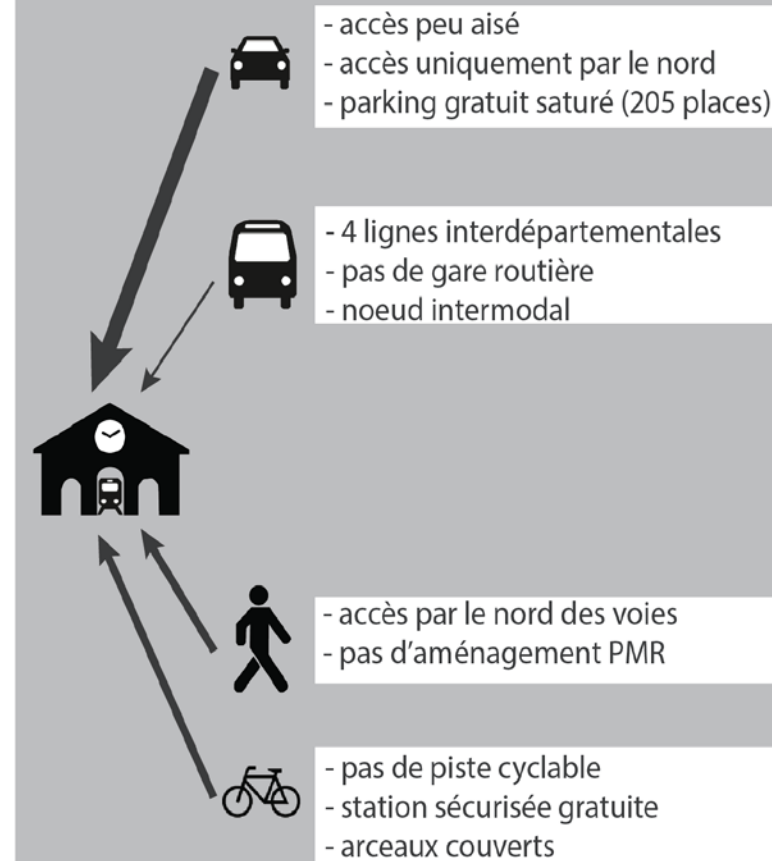 - accès peu aisé
- accès uniquement par le nord
- parking gratuit saturé (205 places)
- 4 lignes interdépartementales
- pas de gare routière
- noeud intermodal
- accès par le nord des voies
- pas d'aménagement PMR
- pas de piste cyclable
- station sécurisée gratuite
- arceaux couverts